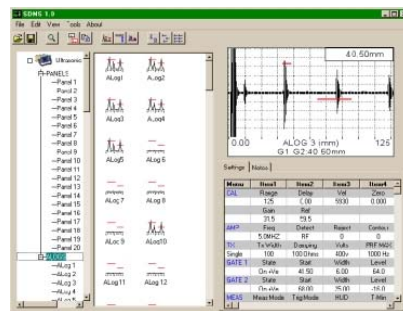 SDMS 1.0
File Edit View Tools About
Ultrasonic
PANELS
Panel 1
Panel 2
Panel 3
Panel 4
Panel 5
Panel 6
Panel 7
Panel 8
Panel 9
Panel 10
Panel 11
Panel 12
Panel 13
Panel 14
Panel 15
Panel 16
Panel 17
Panel 18
Panel 19
Panel 20
ALOGS
ALog 1
ALog 2
ALog 3
ALog 4
ALog1 A.Log2
ALog3 ALog4
ALog5 ALog 6
ALog 7 ALog 8
ALog 9 ALog10
ALog11 ALog 12
40.50mm
0.00 ALOG 3 (mm) 125
G1 G2:40.60mm
Settings Notes
Menu Item1 Item2 Item3 Item4
CAL Range Delay Vel Zero
125 0.00 5930 0.000
Gain Ref
31.5 59.5
AMP Freq Detect Reject Contour
5.0MHZ RF 0 0
TX Tx Width Damping Volts PRF MAX
Single 100 100 Ohms 400v 1000 Hz
GATE 1 State Start Width Level
On +Ve 41.50 6.00 64.0
GATE 2 State Start Width Level
On +Ve 68.00 25.00 -16.0
MEAS Meas Mode Trig Mode HUD T-Min